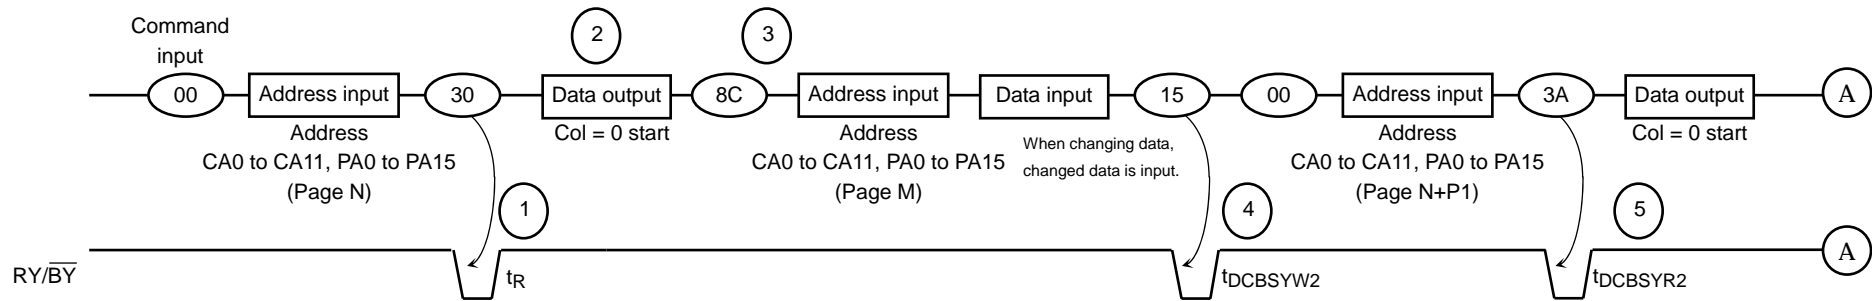 Command
input
2
3
00
Address input
30
Data output
8C
Address input
Data input
15
00
Address input
3A
Data output
A
Address
CA0 to CA11, PA0 to PA15
(Page N)
Col = 0 start
Address
CA0 to CA11, PA0 to PA15
(Page M)
When changing data,
changed data is input.
Address
CA0 to CA11, PA0 to PA15
(Page N+P1)
Col = 0 start
1
4
5
RY/BY
tR
tDCBSYW2
tDCBSYR2
A